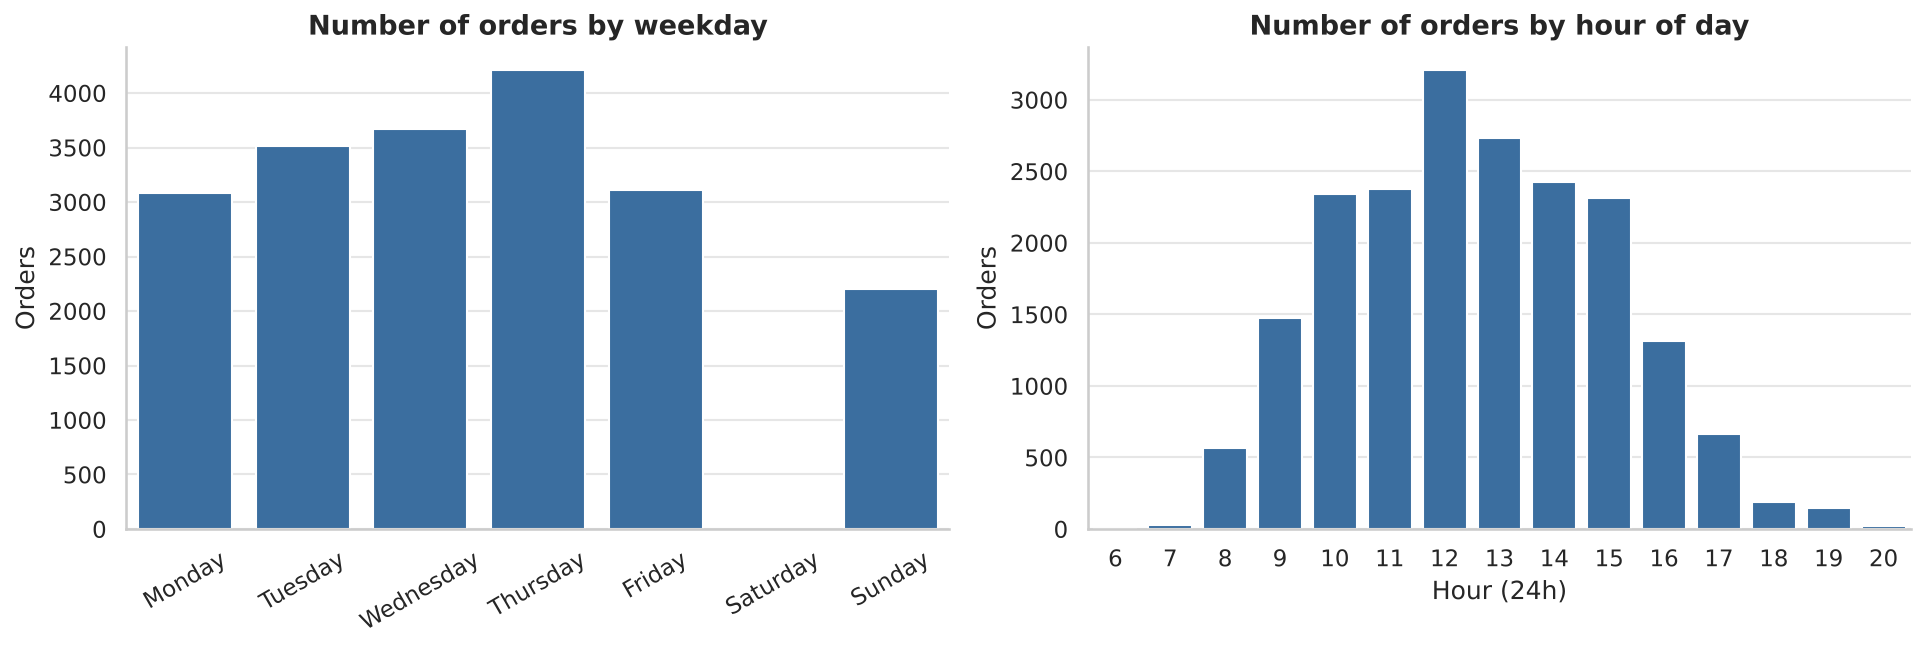 Number of orders by weekday
Orders
4000
3500
3000
2500
2000
1500
1000
500
0
Monday Tuesday Wednesday Thursday Friday Saturday Sunday
Number of orders by hour of day
Orders
3000
2500
2000
1500
1000
500
0
6 7 8 9 10 11 12 13 14 15 16 17 18 19 20
Hour (24h)